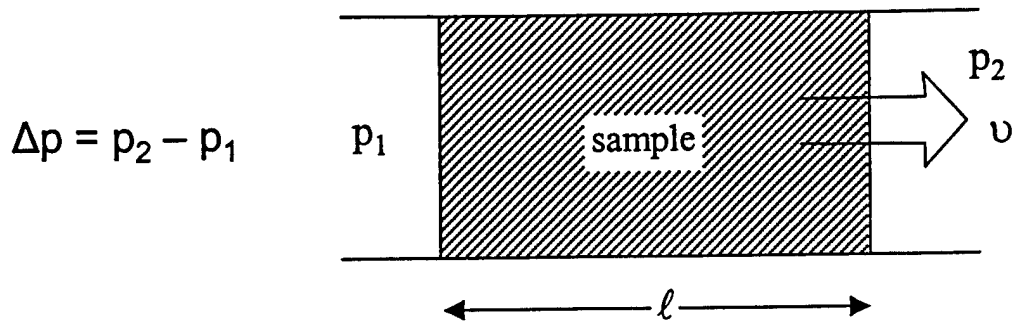 Δp = p₂ – p₁
p₁
sample
p₂
υ
ℓ